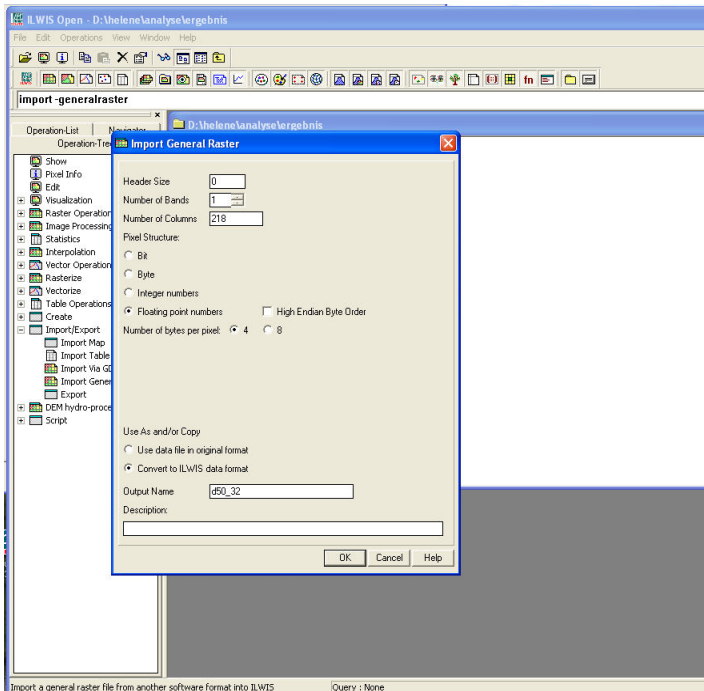 ILWIS Open - D:\helene\analyse\ergebnis
File Edit Operations View Window Help
import -generalraster
Operation-List Navigator
Operation-Tre
D:\helene\analyse\ergebnis
Import General Raster
Show
Pixel Info
Edit
Visualization
Raster Operation
Image Processing
Statistics
Interpolation
Vector Operation
Rasterize
Vectorize
Table Operations
Create
Import/Export
Import Map
Import Table
Import Via GD
Import Gener
Export
DEM hydro-proce
Script
Header Size 0
Number of Bands 1
Number of Columns 218
Pixel Structure:
Bit
Byte
Integer numbers
Floating point numbers High Endian Byte Order
Number of bytes per pixel: 4 8
Use As and/or Copy
Use data file in original format
Convert to ILWIS data format
Output Name d50_32
Description:
OK Cancel Help
Import a general raster file from another software format into ILWIS Query : None